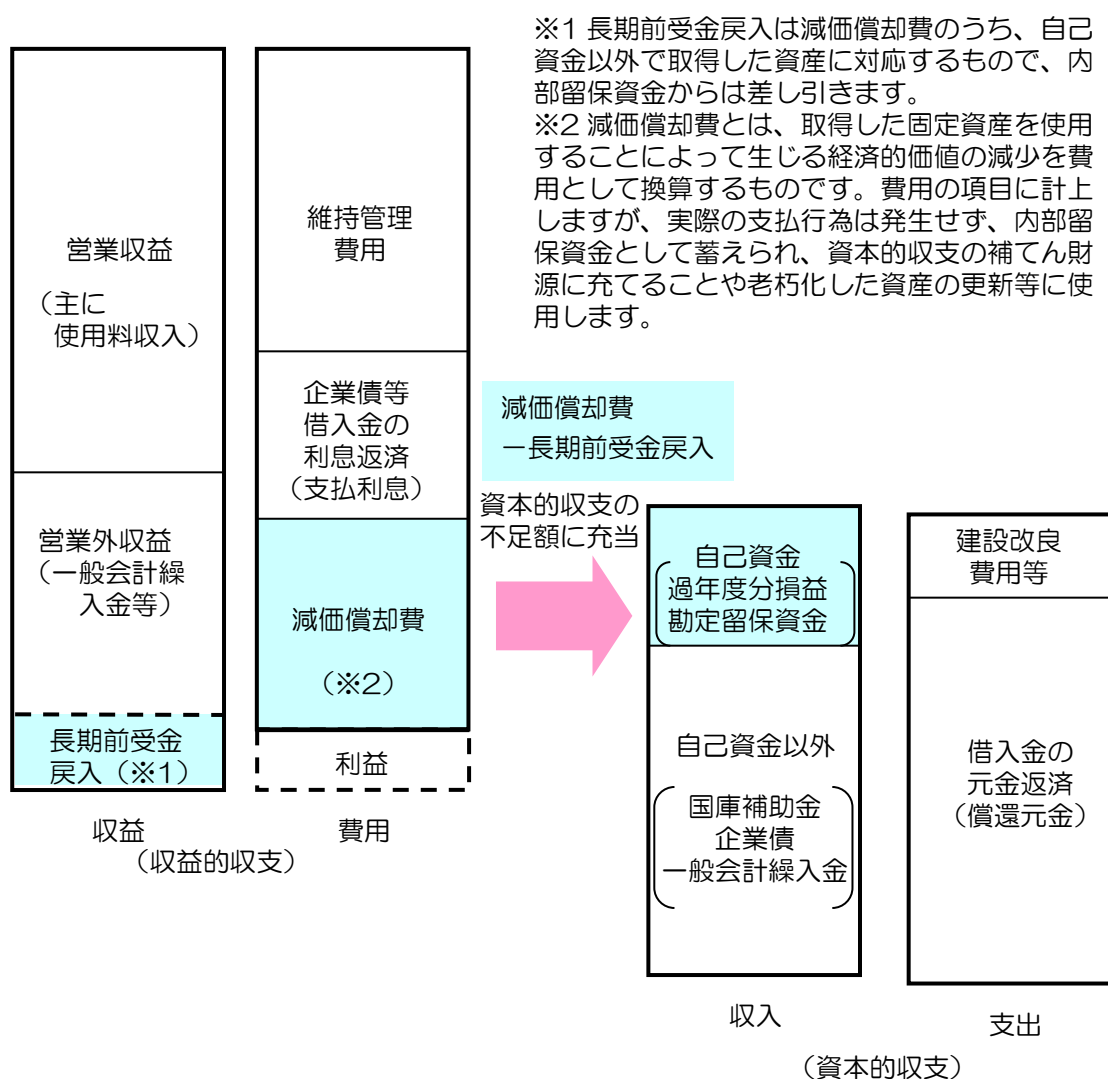 ※1 長期前受金戻入は減価償却費のうち、自己
資金以外で取得した資産に対応するもので、内
部留保資金からは差し引きます。
※2 減価償却費とは、取得した固定資産を使用
することによって生じる経済的価値の減少を費
用として換算するものです。費用の項目に計上
しますが、実際の支払行為は発生せず、内部留
保資金として蓄えられ、資本的収支の補てん財
源に充てることや老朽化した資産の更新等に使
用します。
営業収益
（主に
使用料収入）
営業外収益
（一般会計繰
入金等）
長期前受金
戻入（※1）
収益
維持管理
費用
企業債等
借入金の
利息返済
（支払利息）
減価償却費
（※2）
利益
費用
（収益的収支）
減価償却費
－長期前受金戻入
資本的収支の
不足額に充当
自己資金
過年度分損益
勘定留保資金
自己資金以外
国庫補助金
企業債
一般会計繰入金
収入
建設改良
費用等
借入金の
元金返済
（償還元金）
支出
（資本的収支）